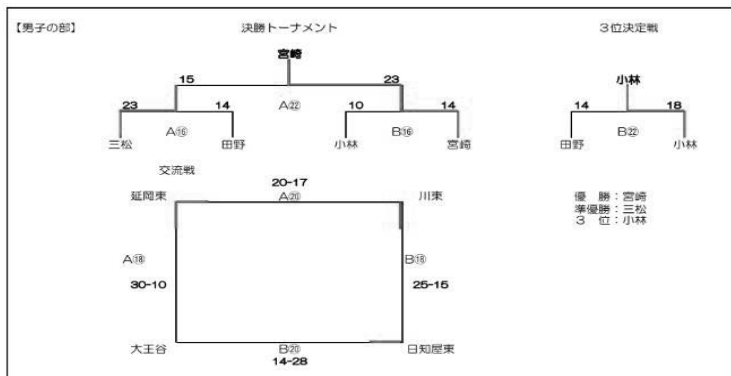 【男子の部】 決勝トーナメント 3位決定戦
宮崎
15 23
小林
23 14 A㉒ 10 14 14 18
A⑯ B⑯ B㉒
三松 田野 小林 宮崎 田野 小林
交流戦
20-17
延岡東 A⑳ 川東
優 勝：宮崎
準優勝：三松
3 位：小林
A⑱ B⑱
30-10 25-15
大王谷 B⑳ 日知屋東
14-28